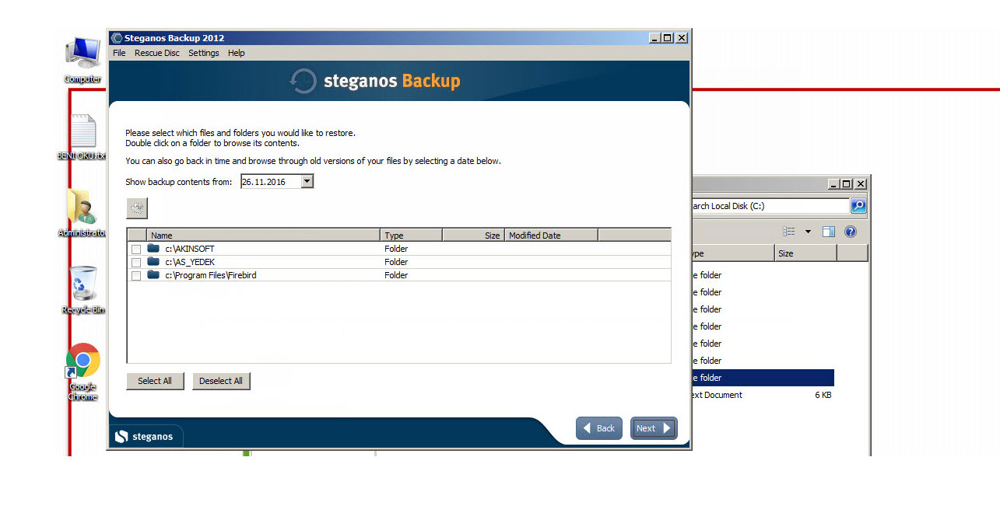 Steganos Backup 2012
File Rescue Disc Settings Help
steganos Backup
Please select which files and folders you would like to restore.
Double click on a folder to browse its contents.
You can also go back in time and browse through old versions of your files by selecting a date below.
Show backup contents from: 26.11.2016
Name Type Size Modified Date
c:\AKINSOFT Folder
c:\AS_YEDEK Folder
c:\Program Files\Firebird Folder
Select All Deselect All
Back Next
steganos
Computer
BENI OKU.tx
Administrato
Recycle Bin
Google
Chrome
arch Local Disk (C:)
ype Size
e folder
e folder
e folder
e folder
e folder
e folder
e folder
ext Document 6 KB